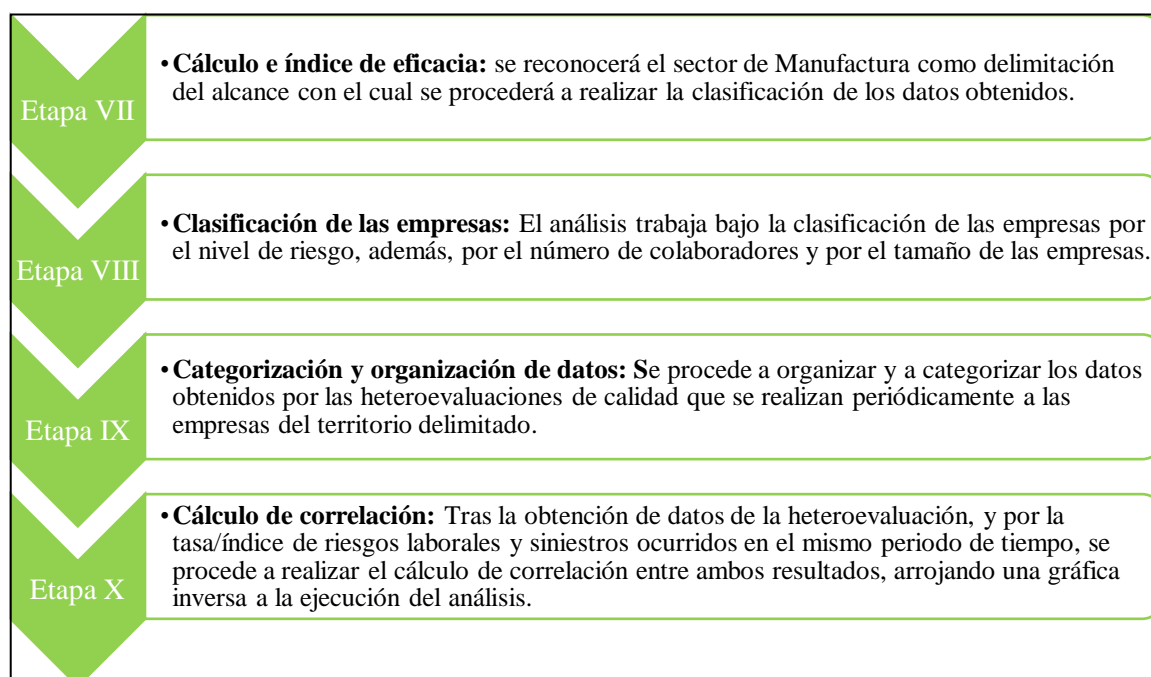 Etapa VII
•Cálculo e índice de eficacia: se reconocerá el sector de Manufactura como delimitación
del alcance con el cual se procederá a realizar la clasificación de los datos obtenidos.
Etapa VIII
•Clasificación de las empresas: El análisis trabaja bajo la clasificación de las empresas por
el nivel de riesgo, además, por el número de colaboradores y por el tamaño de las empresas.
Etapa IX
•Categorización y organización de datos: Se procede a organizar y a categorizar los datos
obtenidos por las heteroevaluaciones de calidad que se realizan periódicamente a las
empresas del territorio delimitado.
Etapa X
•Cálculo de correlación: Tras la obtención de datos de la heteroevaluación, y por la
tasa/índice de riesgos laborales y siniestros ocurridos en el mismo periodo de tiempo, se
procede a realizar el cálculo de correlación entre ambos resultados, arrojando una gráfica
inversa a la ejecución del análisis.